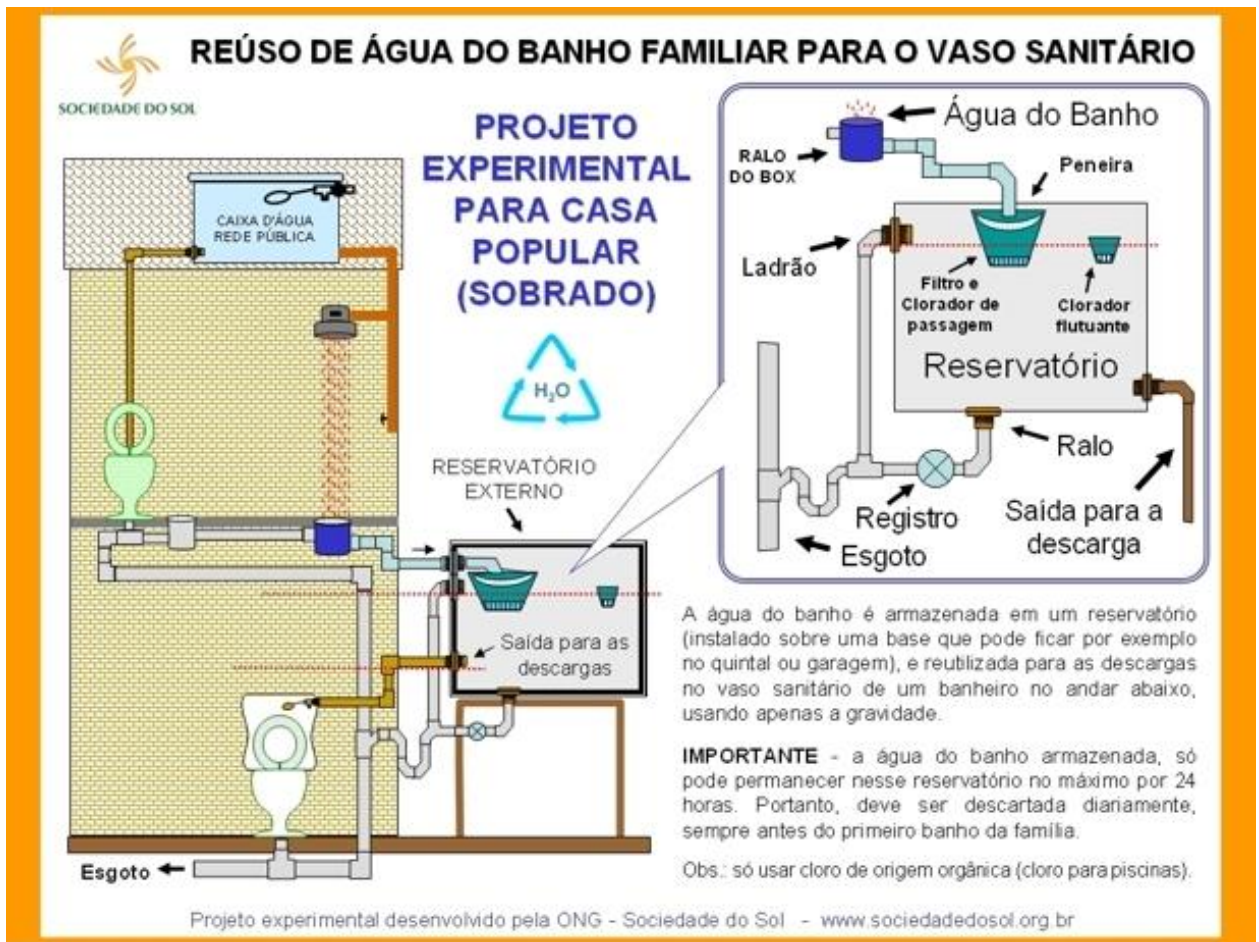 REÚSO DE ÁGUA DO BANHO FAMILIAR PARA O VASO SANITÁRIO
SOCIEDADE DO SOL
PROJETO
EXPERIMENTAL
PARA CASA
POPULAR
(SOBRADO)
CAIXA D'ÁGUA
REDE PÚBLICA
H₂O
RESERVATÓRIO
EXTERNO
Saída para as
descargas
Esgoto
Água do Banho
RALO
DO BOX
Peneira
Ladrão
Filtro e
Clorador de
passagem
Clorador
flutuante
Reservatório
Ralo
Registro
Esgoto
Saída para a
descarga
A água do banho é armazenada em um reservatório
(instalado sobre uma base que pode ficar por exemplo
no quintal ou garagem), e reutilizada para as descargas
no vaso sanitário de um banheiro no andar abaixo,
usando apenas a gravidade.
IMPORTANTE - a água do banho armazenada, só
pode permanecer nesse reservatório no máximo por 24
horas. Portanto, deve ser descartada diariamente,
sempre antes do primeiro banho da família.
Obs.: só usar cloro de origem orgânica (cloro para piscinas).
Projeto experimental desenvolvido pela ONG - Sociedade do Sol - www.sociedadedosol.org.br